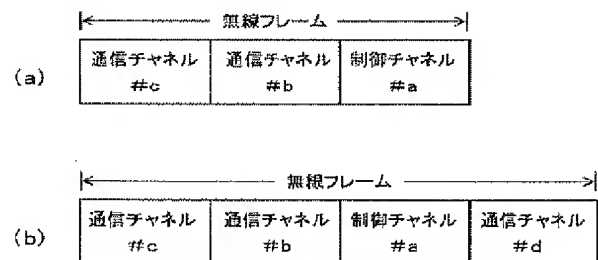 無線フレーム
(a)
通信チャネル 通信チャネル 制御チャネル
#c #b #a
無線フレーム
(b)
通信チャネル 通信チャネル 制御チャネル 通信チャネル
#c #b #a #d